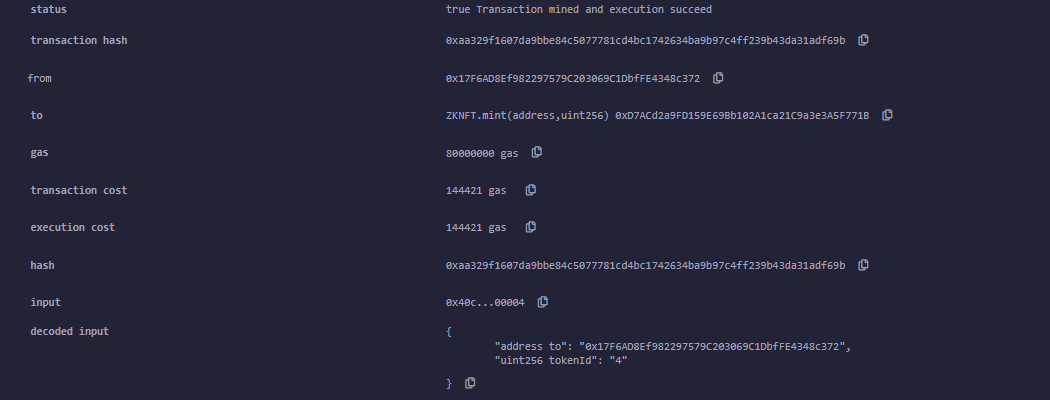 status true Transaction mined and execution succeed
transaction hash 0xaa329f1607da9bbe84c5077781cd4bc1742634ba9b97c4ff239b43da31adf69b
from 0x17F6AD8Ef982297579C203069C1DbfFE4348c372
to ZKNFT.mint(address,uint256) 0xD7ACd2a9FD159E69Bb102A1ca21C9a3e3A5F771B
gas 80000000 gas
transaction cost 144421 gas
execution cost 144421 gas
hash 0xaa329f1607da9bbe84c5077781cd4bc1742634ba9b97c4ff239b43da31adf69b
input 0x40c...00004
decoded input {
"address to": "0x17F6AD8Ef982297579C203069C1DbfFE4348c372",
"uint256 tokenId": "4"
}